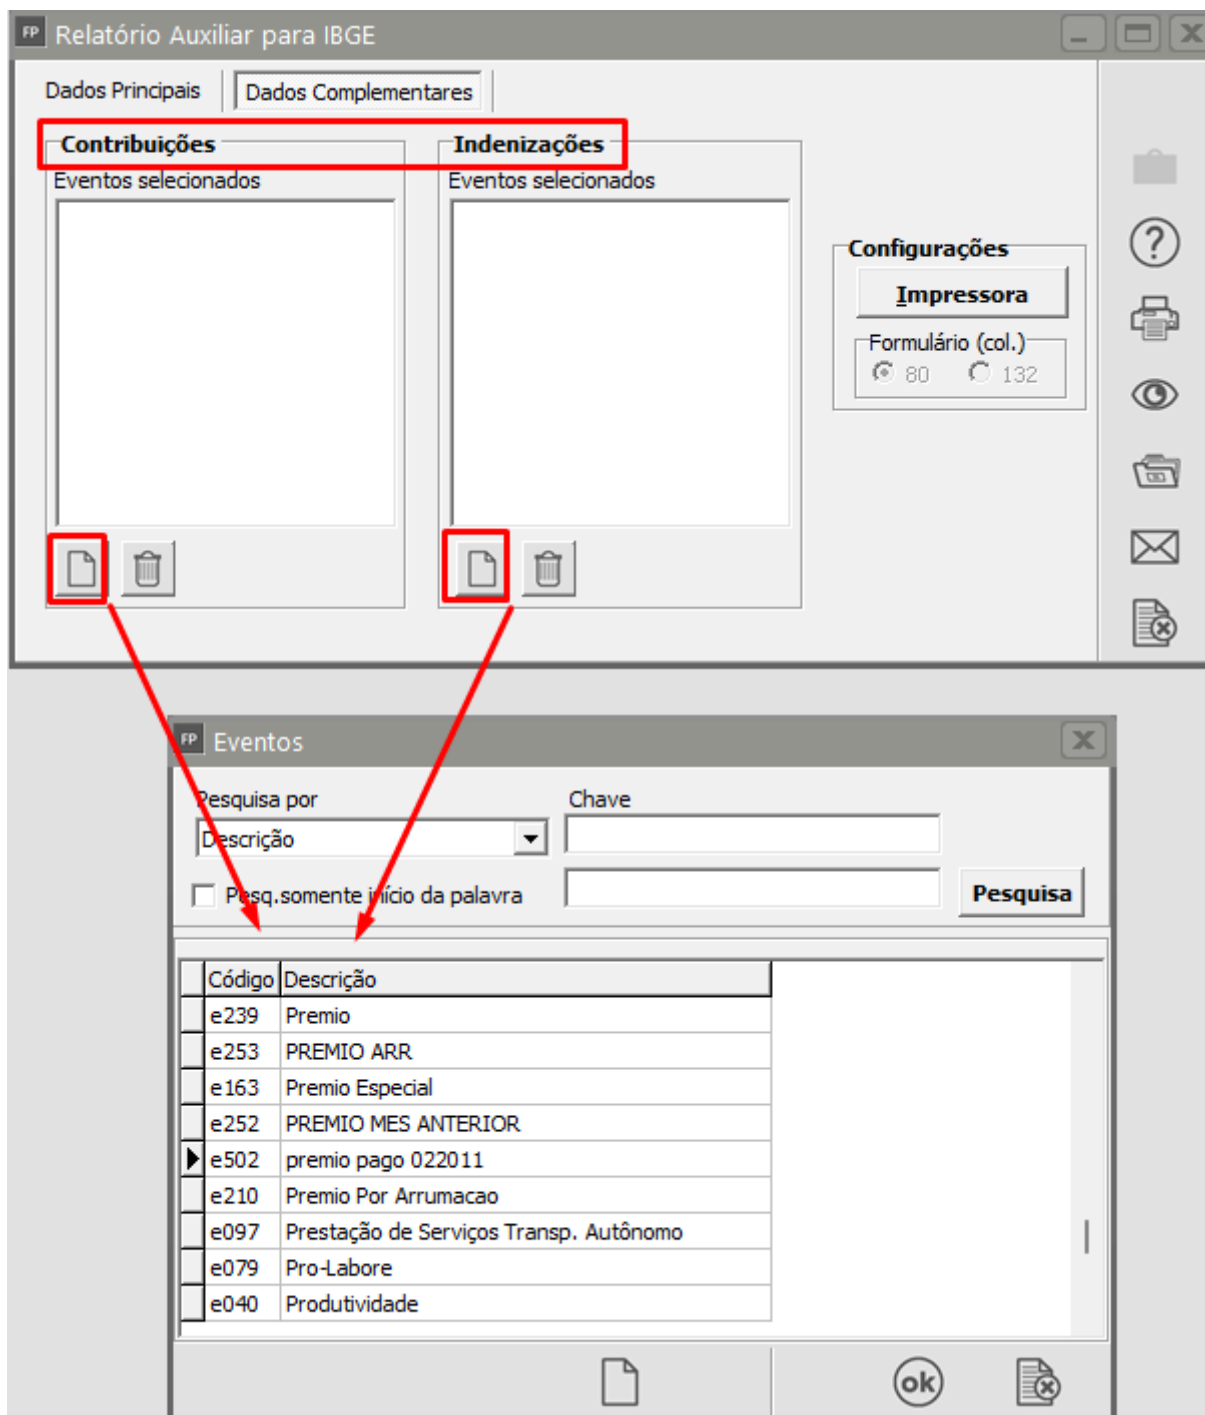 FP Relatório Auxiliar para IBGE
Dados Principais Dados Complementares
Contribuições Indenizações
Eventos selecionados Eventos selecionados
Configurações
Impressora
Formulário (col.)
80 132
FP Eventos
Pesquisa por Chave
Descrição
Pesq.somente início da palavra Pesquisa
Código Descrição
e239 Premio
e253 PREMIO ARR
e163 Premio Especial
e252 PREMIO MES ANTERIOR
e502 premio pago 022011
e210 Premio Por Arrumacao
e097 Prestação de Serviços Transp. Autônomo
e079 Pro-Labore
e040 Produtividade
ok